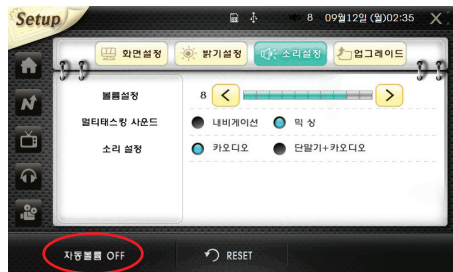 Setup 8 09월12일 (월)02:35 X
화면설정 밝기설정 소리설정 업그레이드
볼륨설정 8
멀티태스킹 사운드 내비게이션 믹 싱
소리 설정 카오디오 단말기+카오디오
자동볼륨 OFF RESET